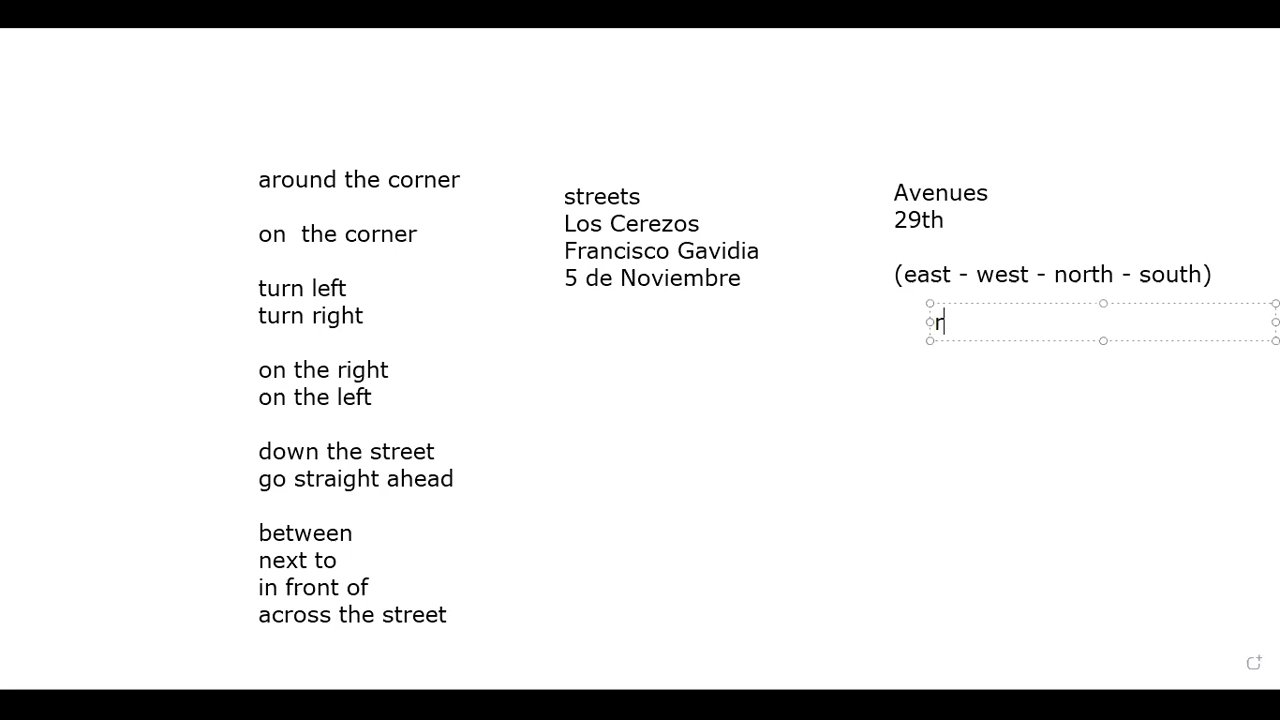 around the corner
on  the corner
turn left
turn right
on the right
on the left
down the street
go straight ahead
between
next to
in front of
across the street
streets
Los Cerezos
Francisco Gavidia
5 de Noviembre
Avenues
29th
(east - west - north - south)
r